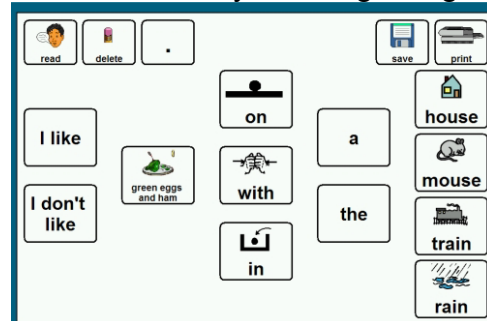 read
delete
.
save
print
I like
I don't
like
green eggs
and ham
on
with
in
a
the
house
mouse
train
rain